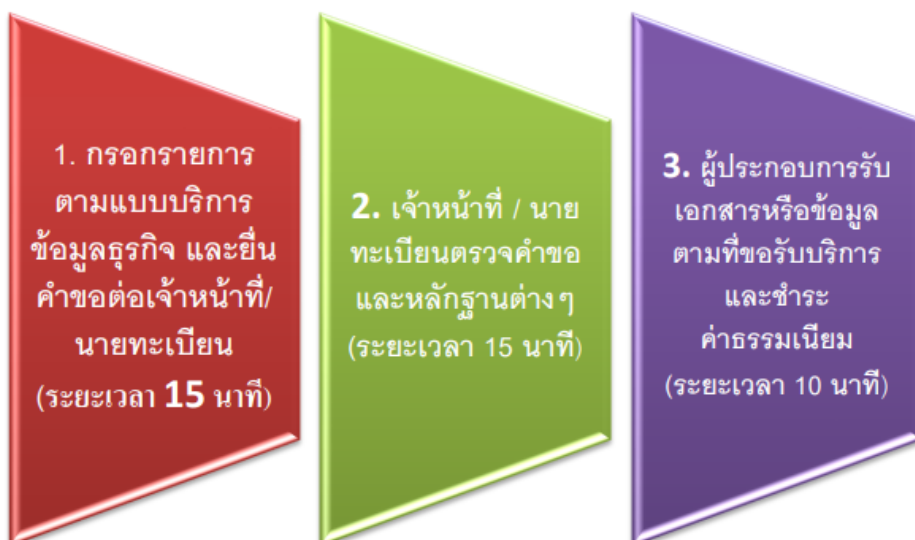 1. กรอกรายการ
ตามแบบบริการ
ข้อมูลธุรกิจ และยื่น
คำขอต่อเจ้าหน้าที่/
นายทะเบียน
(ระยะเวลา 15 นาที)
2. เจ้าหน้าที่ / นาย
ทะเบียนตรวจคำขอ
และหลักฐานต่างๆ
(ระยะเวลา 15 นาที)
3. ผู้ประกอบการรับ
เอกสารหรือข้อมูล
ตามที่ขอรับบริการ
และชำระ
ค่าธรรมเนียม
(ระยะเวลา 10 นาที)